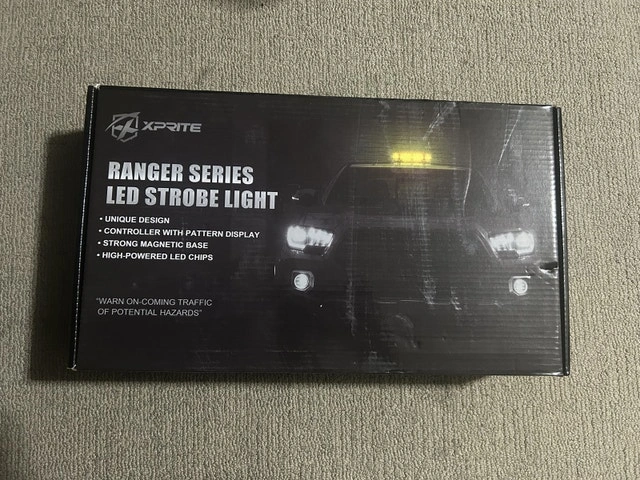 XPRITE
RANGER SERIES
LED STROBE LIGHT
• UNIQUE DESIGN
• CONTROLLER WITH PATTERN DISPLAY
• STRONG MAGNETIC BASE
• HIGH-POWERED LED CHIPS
"WARN ON-COMING TRAFFIC
OF POTENTIAL HAZARDS"